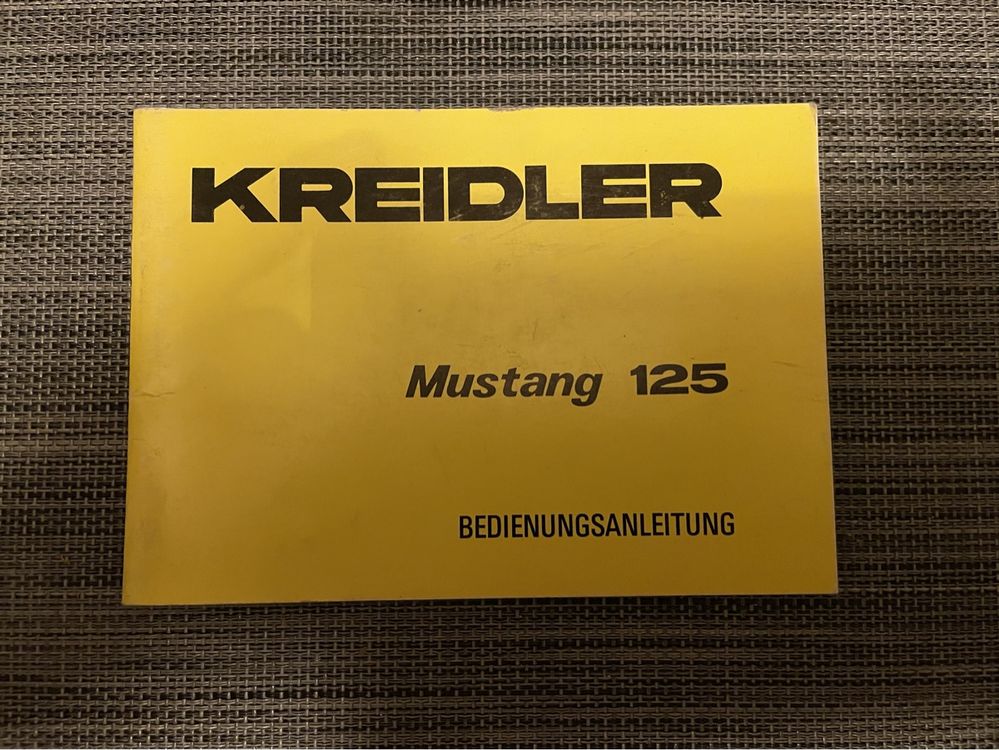 KREIDLER
Mustang 125
BEDIENUNGSANLEITUNG